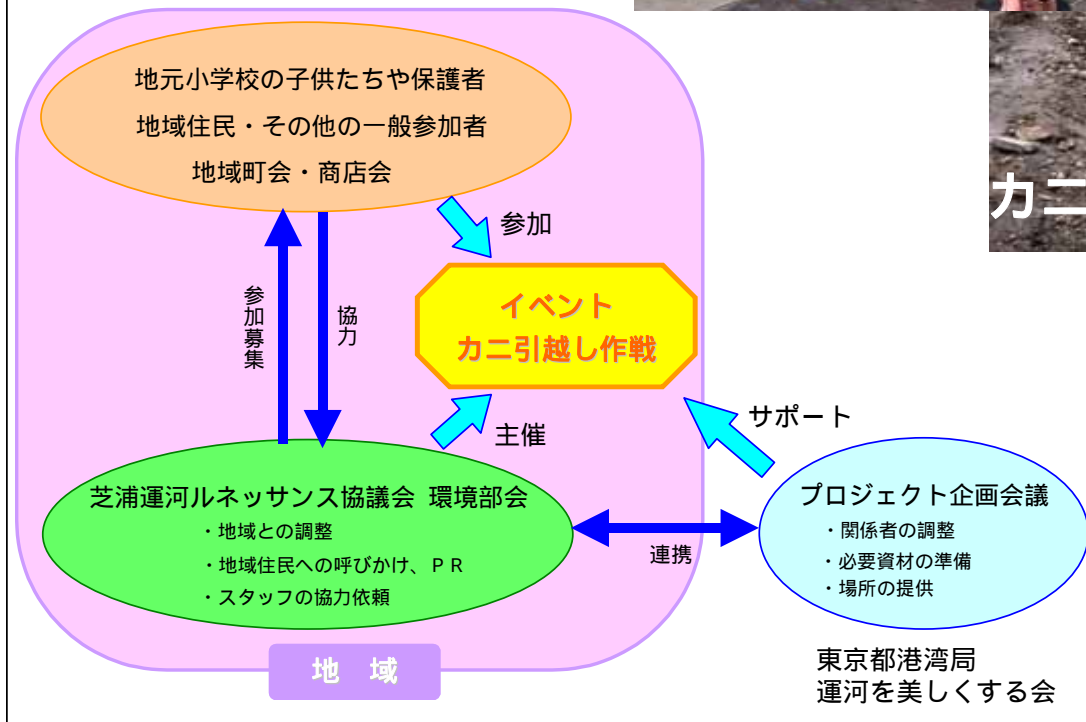 地元小学校の子供たちや保護者
地域住民・その他の一般参加者
地域町会・商店会
カニ
参加
参加募集
協力
イベント
カニ引越し作戦
主催
サポート
芝浦運河ルネッサンス協議会 環境部会
・地域との調整
・地域住民への呼びかけ、ＰＲ
・スタッフの協力依頼
連携
プロジェクト企画会議
・関係者の調整
・必要資材の準備
・場所の提供
地　域
東京都港湾局
運河を美しくする会